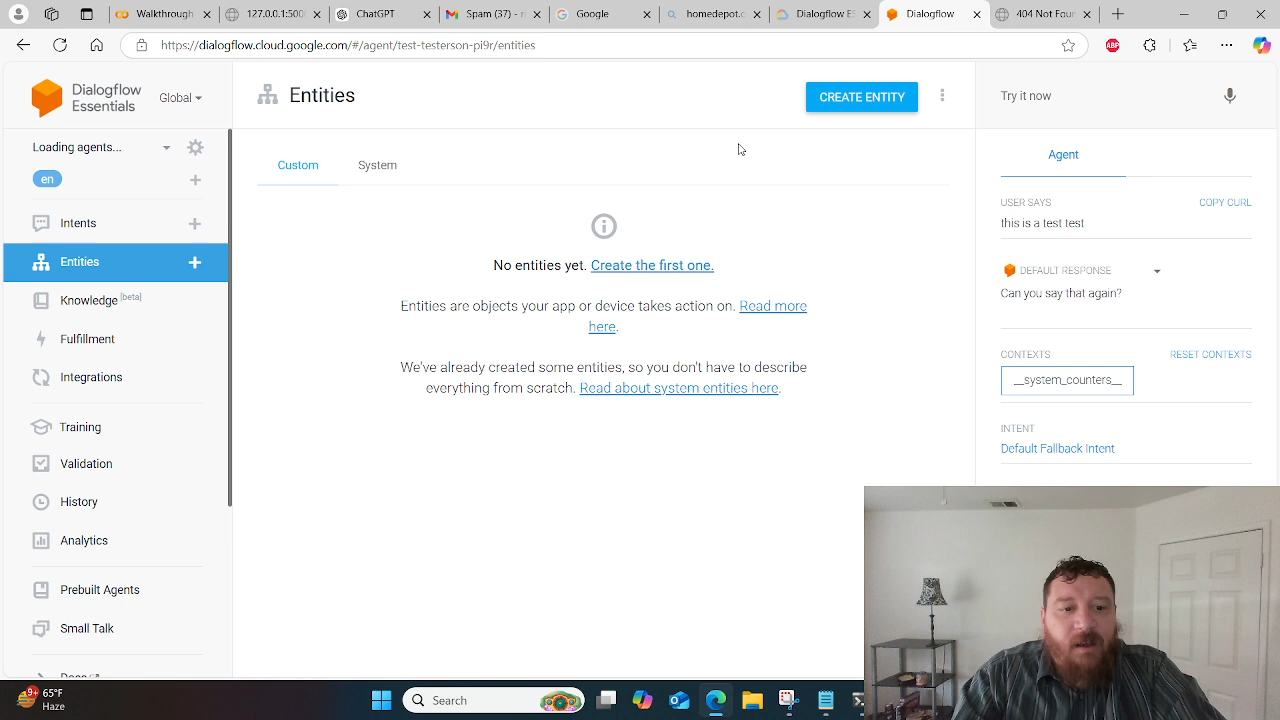 Walkthrough
127.0.0.1:500
ChatGPT
Spam (37) - r
Google
homedepot.c
Dialogflow ES
Dialogflow
404 Not Foun
https://dialogflow.cloud.google.com/#/agent/test-testerson-pi9r/entities
ABP
Dialogflow
Essentials
Global
Loading agents...
en
Intents
Entities
Knowledge [beta]
Fulfillment
Integrations
Training
Validation
History
Analytics
Prebuilt Agents
Small Talk
Docs
Entities
CREATE ENTITY
Custom
System
No entities yet. Create the first one.
Entities are objects your app or device takes action on. Read more
here.
We've already created some entities, so you don't have to describe
everything from scratch. Read about system entities here.
Try it now
Agent
USER SAYS
COPY CURL
this is a test test
DEFAULT RESPONSE
Can you say that again?
CONTEXTS
RESET CONTEXTS
__system_counters__
INTENT
Default Fallback Intent
9+
65°F
Haze
Search